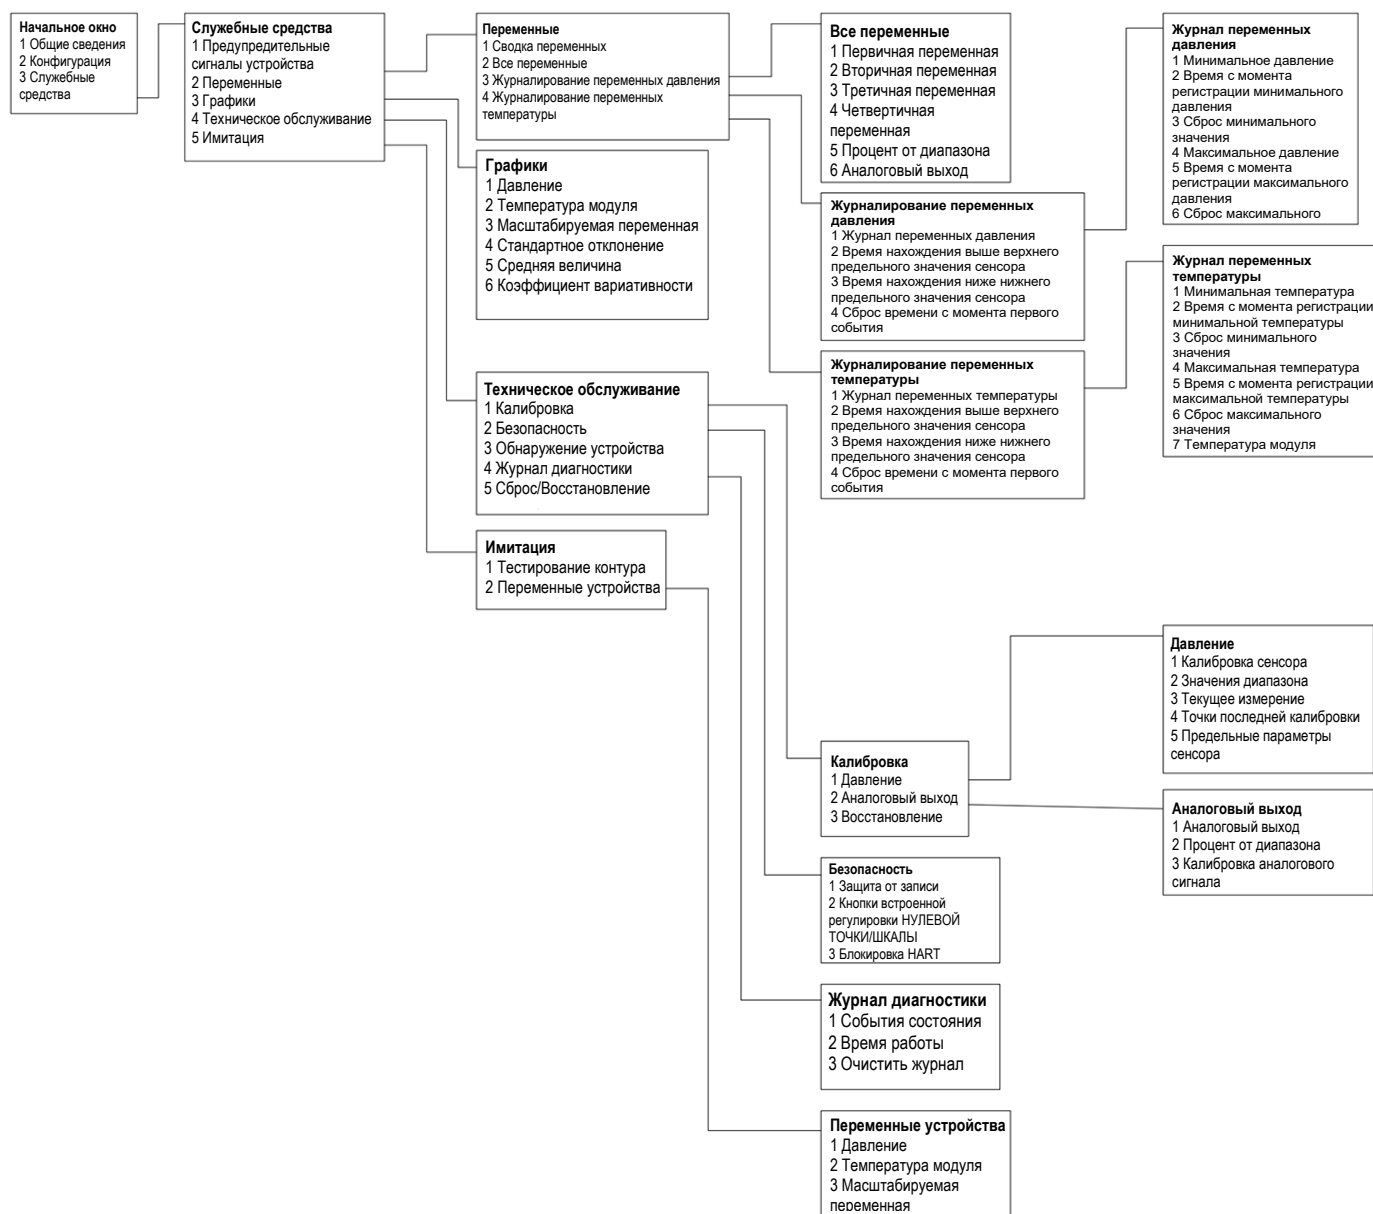 Начальное окно
1 Общие сведения
2 Конфигурация
3 Служебные
средства
Служебные средства
1 Предупредительные
сигналы устройства
2 Переменные
3 Графики
4 Техническое обслуживание
5 Имитация
Переменные
1 Сводка переменных
2 Все переменные
3 Журналирование переменных давления
4 Журналирование переменных
температуры
Графики
1 Давление
2 Температура модуля
3 Масштабируемая переменная
4 Стандартное отклонение
5 Средняя величина
6 Коэффициент вариативности
Техническое обслуживание
1 Калибровка
2 Безопасность
3 Обнаружение устройства
4 Журнал диагностики
5 Сброс/Восстановление
Имитация
1 Тестирование контура
2 Переменные устройства
Все переменные
1 Первичная переменная
2 Вторичная переменная
3 Третичная переменная
4 Четвертичная
переменная
5 Процент от диапазона
6 Аналоговый выход
Журналирование переменных
давления
1 Журнал переменных давления
2 Время нахождения выше верхнего
предельного значения сенсора
3 Время нахождения ниже нижнего
предельного значения сенсора
4 Сброс времени с момента первого
события
Журналирование переменных
температуры
1 Журнал переменных температуры
2 Время нахождения выше верхнего
предельного значения сенсора
3 Время нахождения ниже нижнего
предельного значения сенсора
4 Сброс времени с момента первого
события
Калибровка
1 Давление
2 Аналоговый выход
3 Восстановление
Безопасность
1 Защита от записи
2 Кнопки встроенной
регулировки НУЛЕВОЙ
ТОЧКИ/ШКАЛЫ
3 Блокировка HART
Журнал диагностики
1 События состояния
2 Время работы
3 Очистить журнал
Переменные устройства
1 Давление
2 Температура модуля
3 Масштабируемая
переменная
Журнал переменных
давления
1 Минимальное давление
2 Время с момента
регистрации минимального
давления
3 Сброс минимального
значения
4 Максимальное давление
5 Время с момента
регистрации максимального
давления
6 Сброс максимального
Журнал переменных
температуры
1 Минимальная температура
2 Время с момента регистрации
минимальной температуры
3 Сброс минимального
значения
4 Максимальная температура
5 Время с момента регистрации
максимальной температуры
6 Сброс максимального
значения
7 Температура модуля
Давление
1 Калибровка сенсора
2 Значения диапазона
3 Текущее измерение
4 Точки последней калибровки
5 Предельные параметры
сенсора
Аналоговый выход
1 Аналоговый выход
2 Процент от диапазона
3 Калибровка аналогового
сигнала